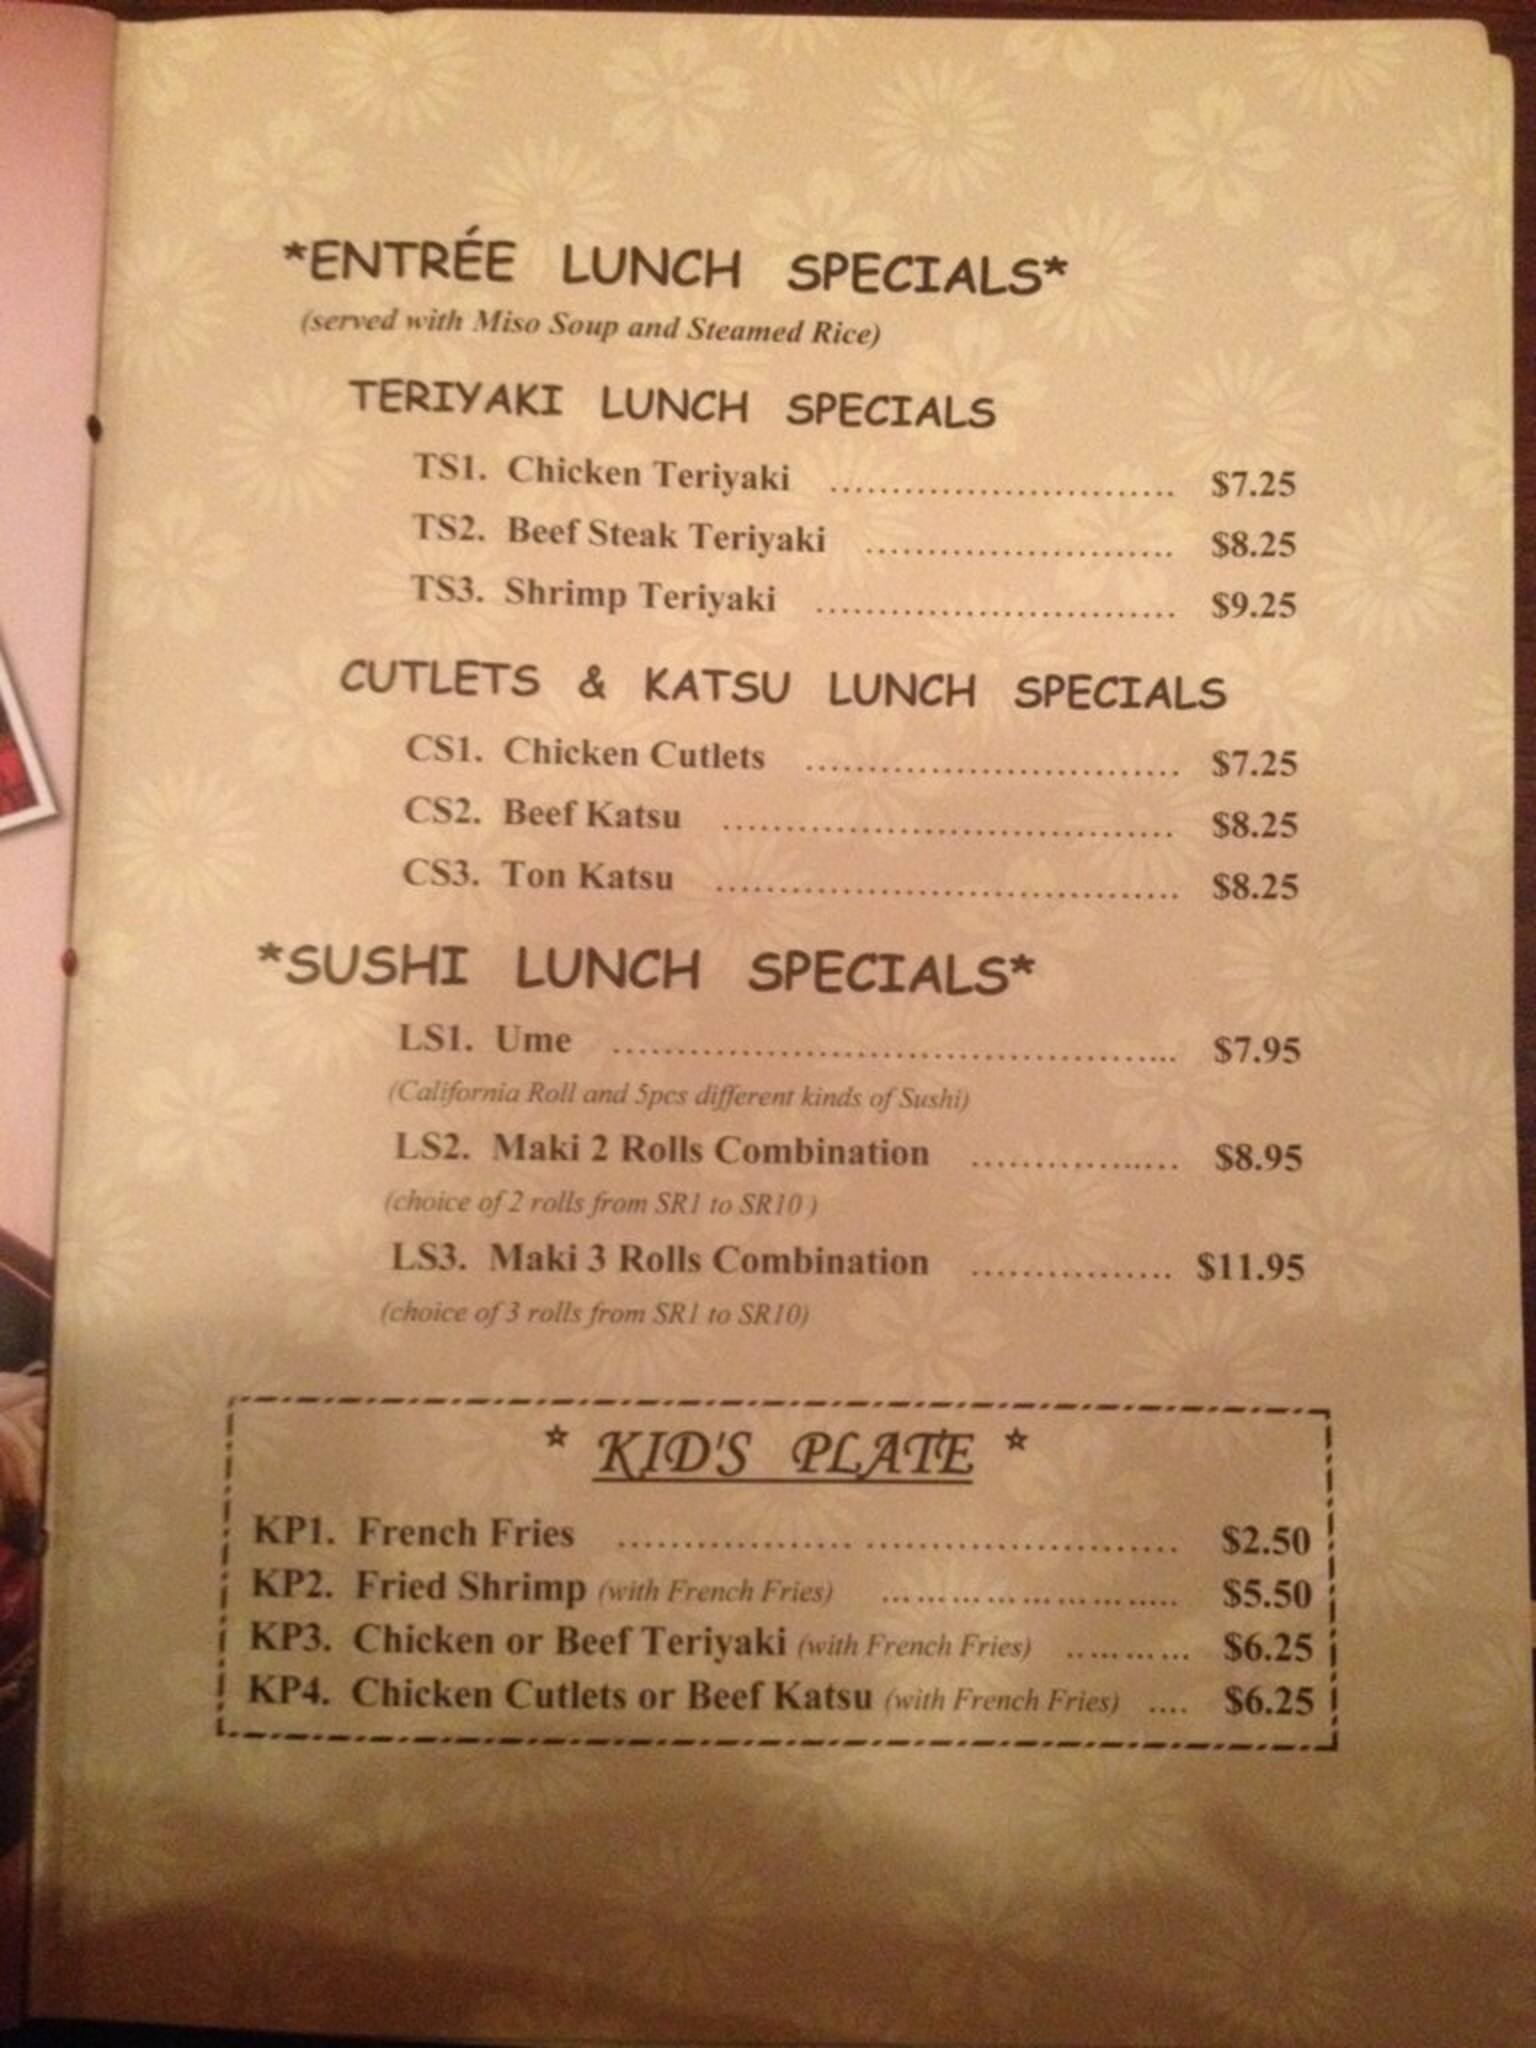 *ENTRÉE LUNCH SPECIALS*
(served with Miso Soup and Steamed Rice)
TERIYAKI LUNCH SPECIALS
TS1. Chicken Teriyaki ............................ $7.25
TS2. Beef Steak Teriyaki ......................... $8.25
TS3. Shrimp Teriyaki ............................. $9.25
CUTLETS & KATSU LUNCH SPECIALS
CS1. Chicken Cutlets .............................. $7.25
CS2. Beef Katsu .................................... $8.25
CS3. Ton Katsu ..................................... $8.25
*SUSHI LUNCH SPECIALS*
LS1. Ume ............................................. $7.95
(California Roll and 5pcs different kinds of Sushi)
LS2. Maki 2 Rolls Combination ................. $8.95
(choice of 2 rolls from SR1 to SR10 )
LS3. Maki 3 Rolls Combination ................ $11.95
(choice of 3 rolls from SR1 to SR10)
* KID'S PLATE *
KP1. French Fries .................. ........................ $2.50
KP2. Fried Shrimp (with French Fries) ......................... $5.50
KP3. Chicken or Beef Teriyaki (with French Fries) ........... $6.25
KP4. Chicken Cutlets or Beef Katsu (with French Fries) .... $6.25